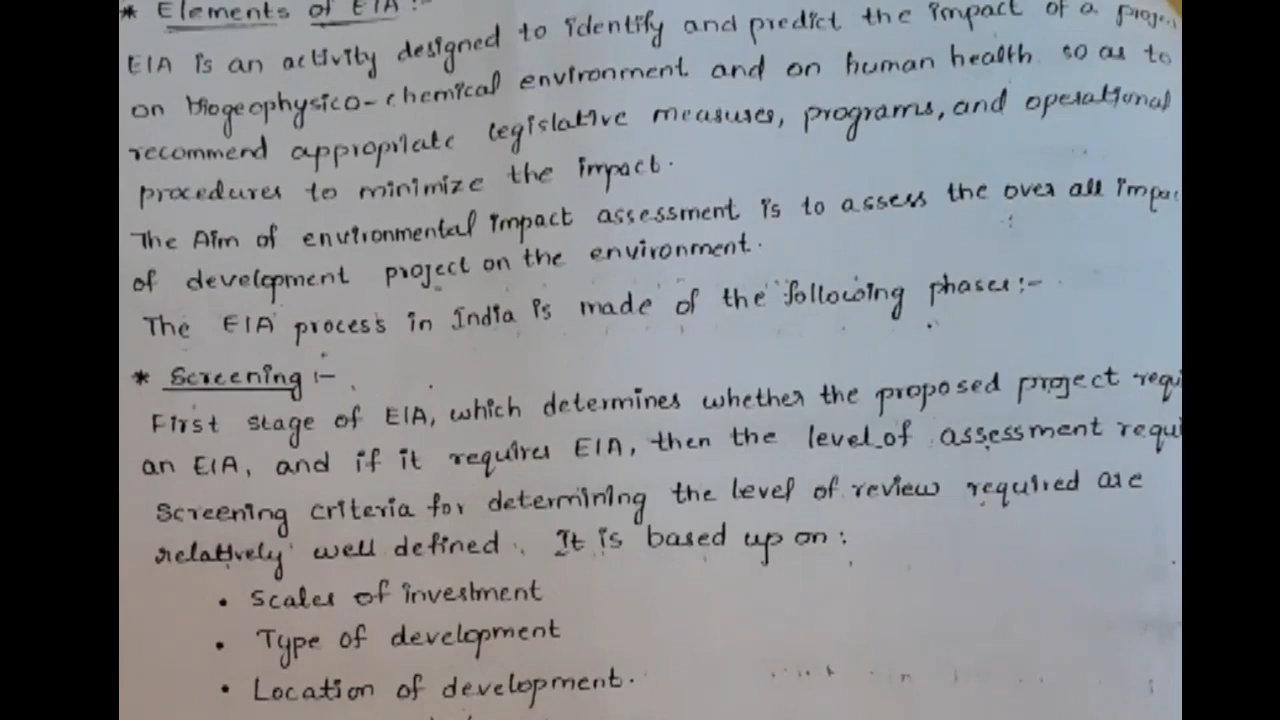 * Elements of EIA :-
EIA is an activity designed to identify and predict the impact of a projec
on biogeophysico-chemical environment and on human health so as to
recommend appropriate legislative measures, programs, and operational
procedures to minimize the impact.
The Aim of environmental impact assessment is to assess the over all impac
of development project on the environment.
The EIA process in India is made of the following phases:-
* Screening :-
First stage of EIA, which determines whether the proposed project requi
an EIA, and if it requires EIA, then the level of assessment requi
Screening criteria for determining the level of review required are
relatively well defined. It is based up on:
• Scales of investment
• Type of development
• Location of development.